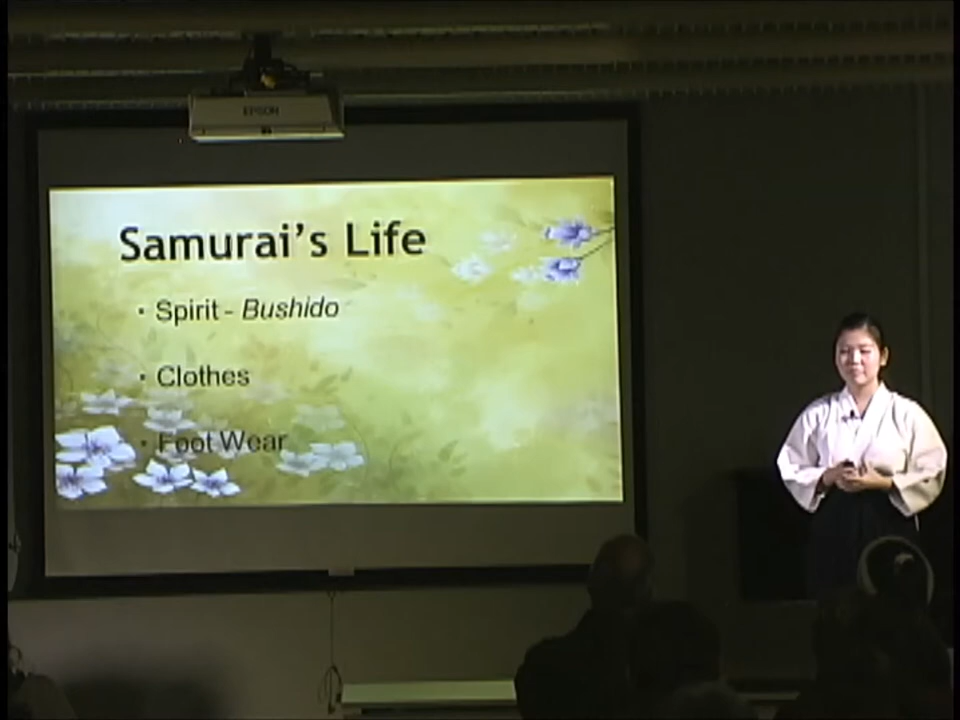 EPSON
Samurai's Life
• Spirit - Bushido
• Clothes
• Foot Wear